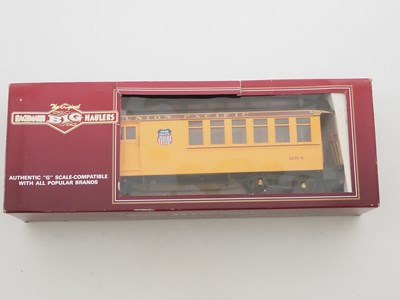 The Original
BACHMANN BIG HAULERS
UNION PACIFIC
AUTHENTIC "G" SCALE-COMPATIBLE
WITH ALL POPULAR BRANDS